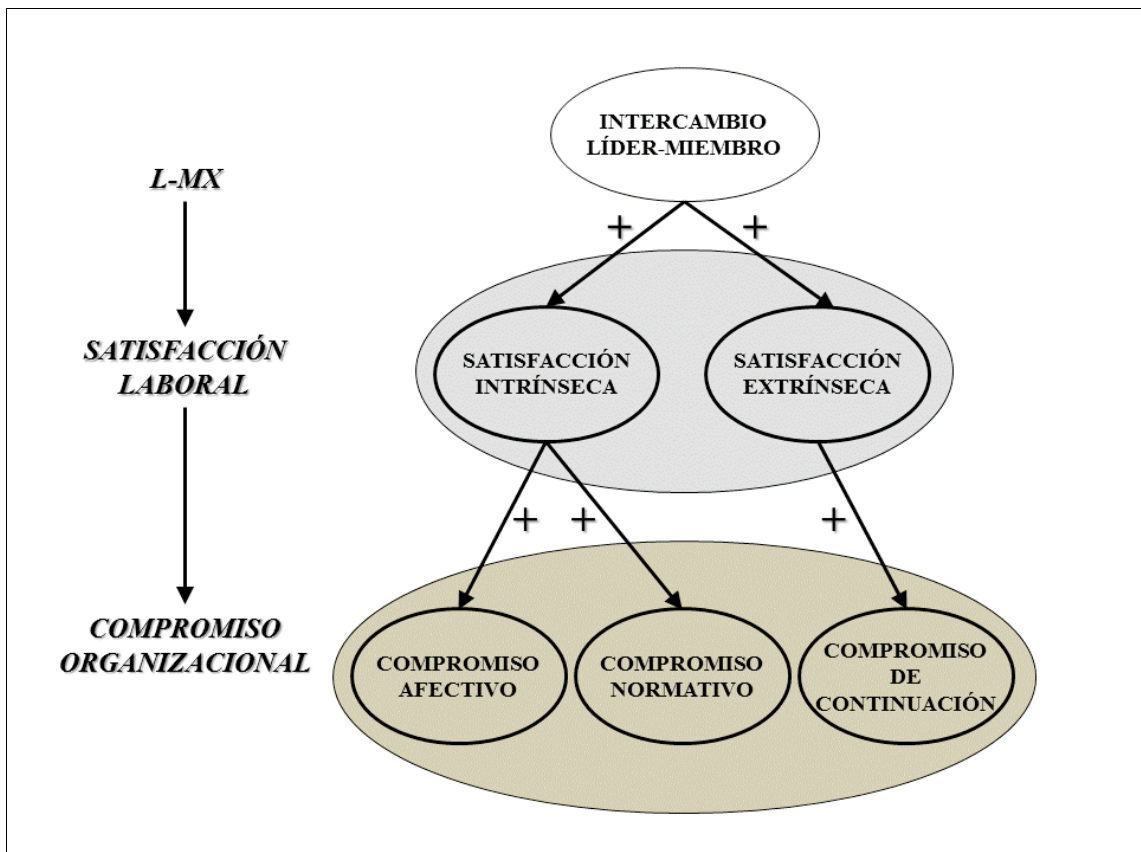 INTERCAMBIO
LÍDER-MIEMBRO
L-MX
+
+
SATISFACCIÓN
LABORAL
SATISFACCIÓN
INTRÍNSECA
SATISFACCIÓN
EXTRÍNSECA
+
+
+
COMPROMISO
ORGANIZACIONAL
COMPROMISO
AFECTIVO
COMPROMISO
NORMATIVO
COMPROMISO
DE
CONTINUACIÓN